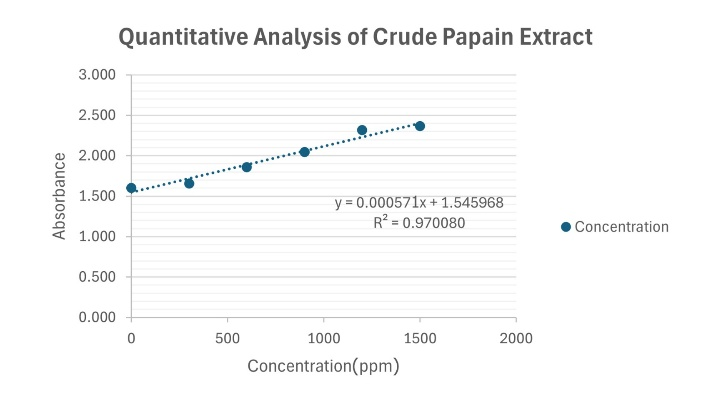 Quantitative Analysis of Crude Papain Extract
3.000
2.500
2.000
1.500
1.000
0.500
0.000
Absorbance
y = 0.000571x + 1.545968
R² = 0.970080
Concentration
0 500 1000 1500 2000
Concentration(ppm)